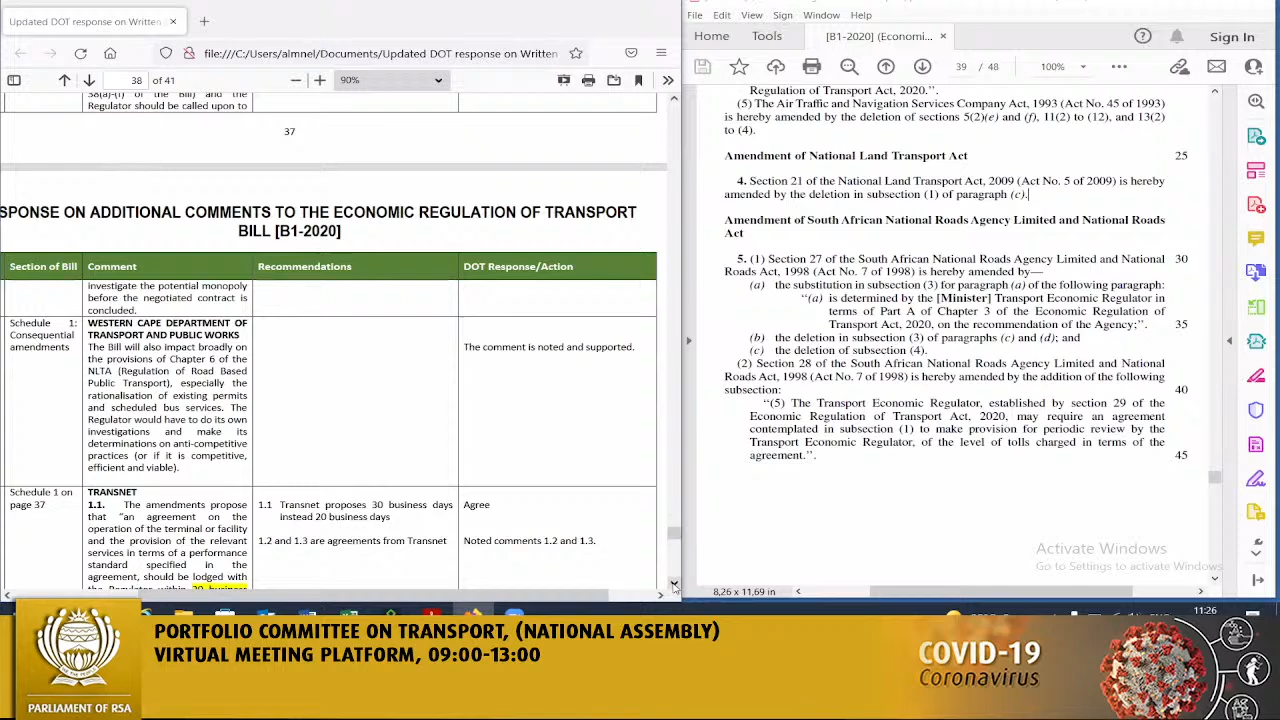 Updated DOT response on Written
file:///C:/Users/almnel/Documents/Updated DOT response on Written
38 of 41
90%
58(a)-(f) of the Bill) and the
Regulator should be called upon to
37
SPONSE ON ADDITIONAL COMMENTS TO THE ECONOMIC REGULATION OF TRANSPORT
BILL [B1-2020]
Section of Bill
Comment
Recommendations
DOT Response/Action
investigate the potential monopoly
before the negotiated contract is
concluded.
Schedule 1:
Consequential
amendments
WESTERN CAPE DEPARTMENT OF
TRANSPORT AND PUBLIC WORKS
The Bill will also impact broadly on
the provisions of Chapter 6 of the
NLTA (Regulation of Road Based
Public Transport), especially the
rationalisation of existing permits
and scheduled bus services. The
Regulator would have to do its own
investigations and make its
determinations on anti-competitive
practices (or if it is competitive,
efficient and viable).
The comment is noted and supported.
Schedule 1 on
page 37
TRANSNET
1.1. The amendments propose
that "an agreement on the
operation of the terminal or facility
and the provision of the relevant
services in terms of a performance
standard specified in the
agreement, should be lodged with
the Regulator within 20 business
1.1 Transnet proposes 30 business days
instead 20 business days
1.2 and 1.3 are agreements from Transnet
Agree
Noted comments 1.2 and 1.3.
File Edit View Sign Window Help
Home Tools [B1-2020] (Economi... Sign In
39 / 48 100%
Regulation of Transport Act, 2020.''.
(5) The Air Traffic and Navigation Services Company Act, 1993 (Act No. 45 of 1993)
is hereby amended by the deletion of sections 5(2)(e) and (f), 11(2) to (12), and 13(2)
to (4).
Amendment of National Land Transport Act 25
4. Section 21 of the National Land Transport Act, 2009 (Act No. 5 of 2009) is hereby
amended by the deletion in subsection (1) of paragraph (c).
Amendment of South African National Roads Agency Limited and National Roads
Act
5. (1) Section 27 of the South African National Roads Agency Limited and National 30
Roads Act, 1998 (Act No. 7 of 1998) is hereby amended by—
(a) the substitution in subsection (3) for paragraph (a) of the following paragraph:
''(a) is determined by the [Minister] Transport Economic Regulator in
terms of Part A of Chapter 3 of the Economic Regulation of
Transport Act, 2020, on the recommendation of the Agency;''. 35
(b) the deletion in subsection (3) of paragraphs (c) and (d); and
(c) the deletion of subsection (4).
(2) Section 28 of the South African National Roads Agency Limited and National
Roads Act, 1998 (Act No. 7 of 1998) is hereby amended by the addition of the following 40
subsection:
''(5) The Transport Economic Regulator, established by section 29 of the
Economic Regulation of Transport Act, 2020, may require an agreement
contemplated in subsection (1) to make provision for periodic review by the
Transport Economic Regulator, of the level of tolls charged in terms of the
agreement.''. 45
Activate Windows
Go to Settings to activate Windows.
8,26 x 11,69 in
11:26
PORTFOLIO COMMITTEE ON TRANSPORT, (NATIONAL ASSEMBLY)
VIRTUAL MEETING PLATFORM, 09:00-13:00
PARLIAMENT OF RSA
COVID-19
Coronavirus